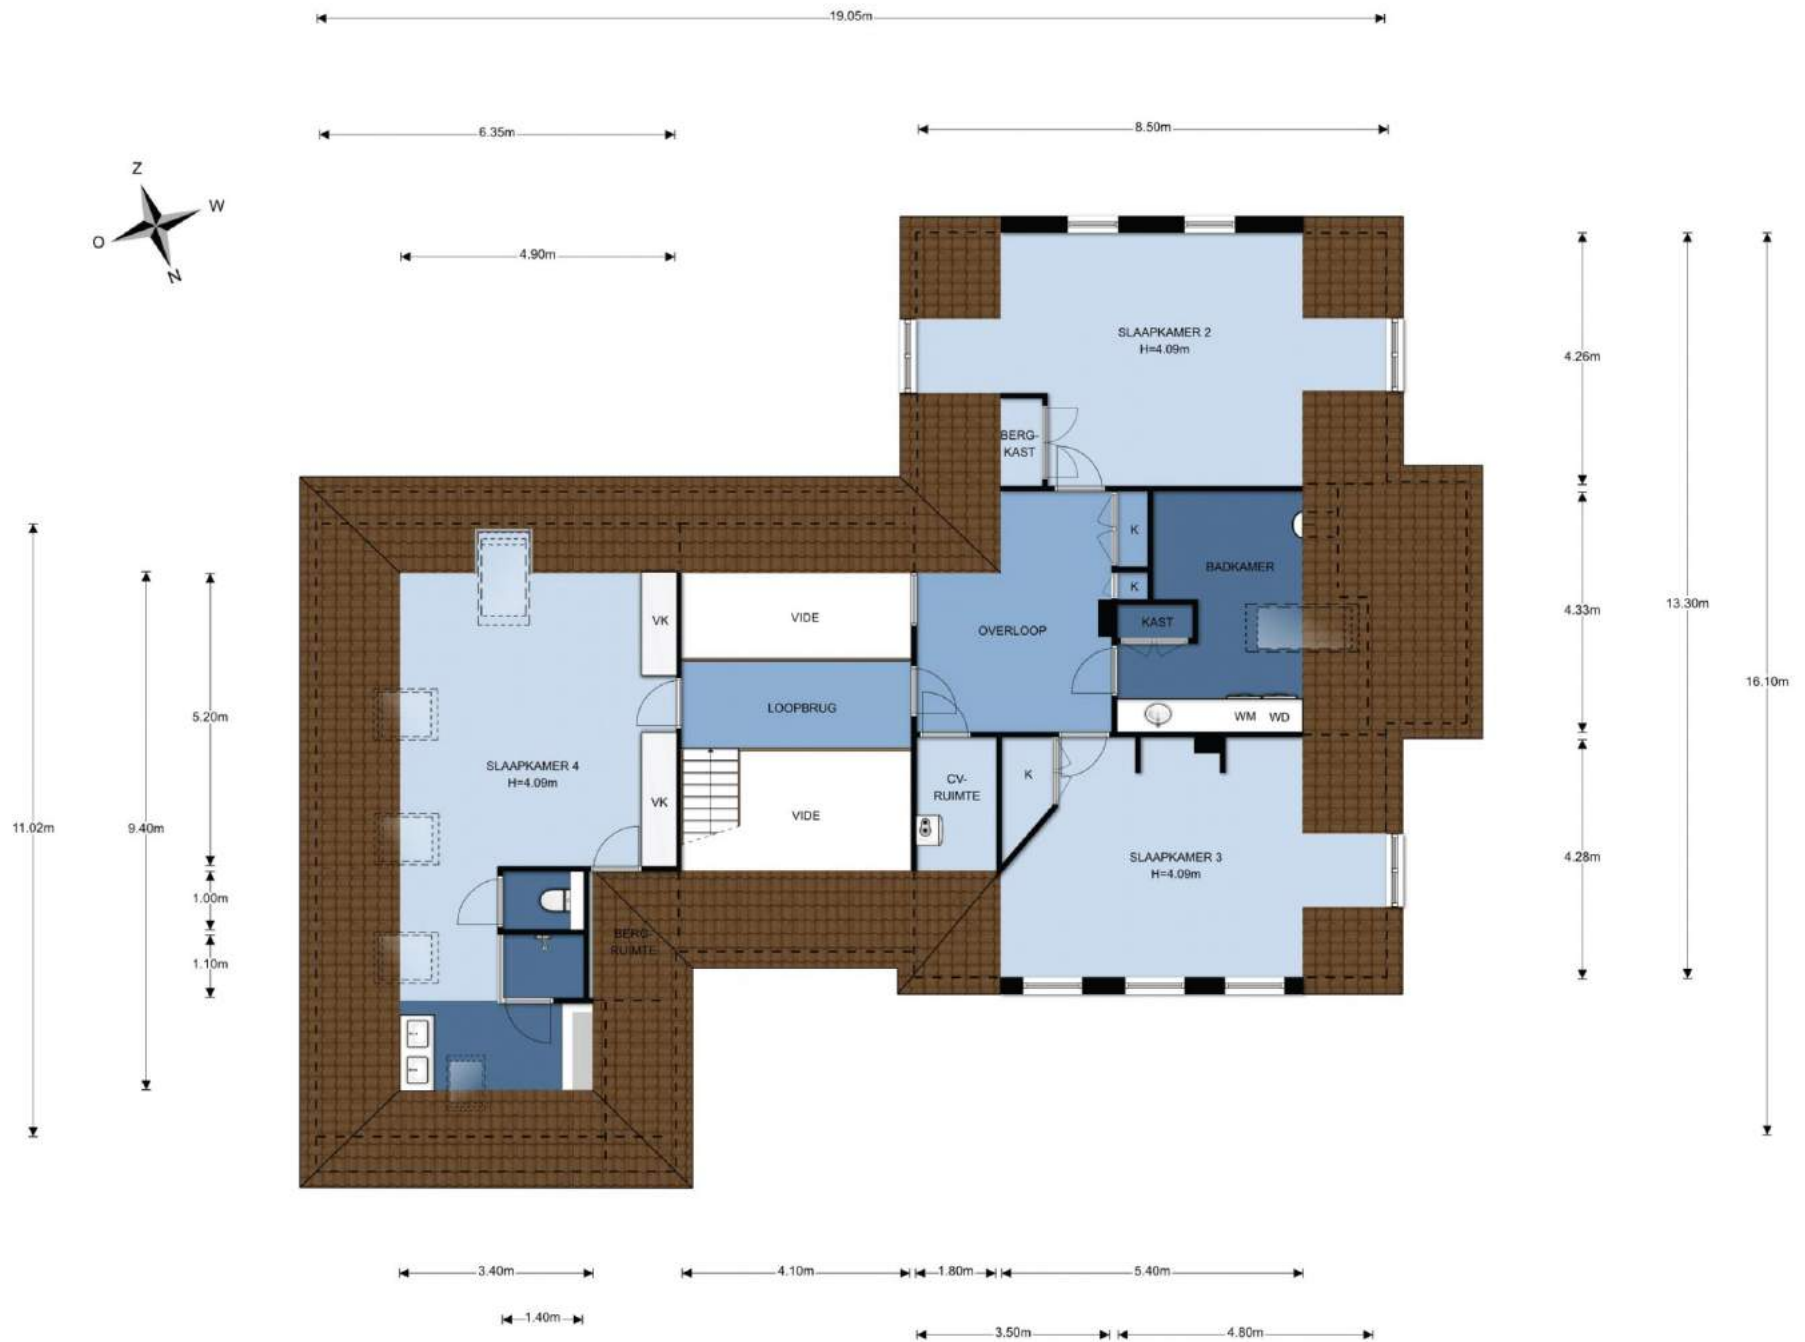 19.05m
6.35m
8.50m
Z
W
O
N
4.90m
SLAAPKAMER 2
H=4.09m
4.26m
BERG-
KAST
K
BADKAMER
K
VK
VIDE
OVERLOOP
KAST
4.33m
13.30m
16.10m
5.20m
LOOPBRUG
WM
WD
SLAAPKAMER 4
H=4.09m
CV-
RUIMTE
K
VK
VIDE
11.02m
9.40m
SLAAPKAMER 3
H=4.09m
4.28m
1.00m
BERG-
RUIMTE
1.10m
3.40m
4.10m
1.80m
5.40m
1.40m
3.50m
4.80m